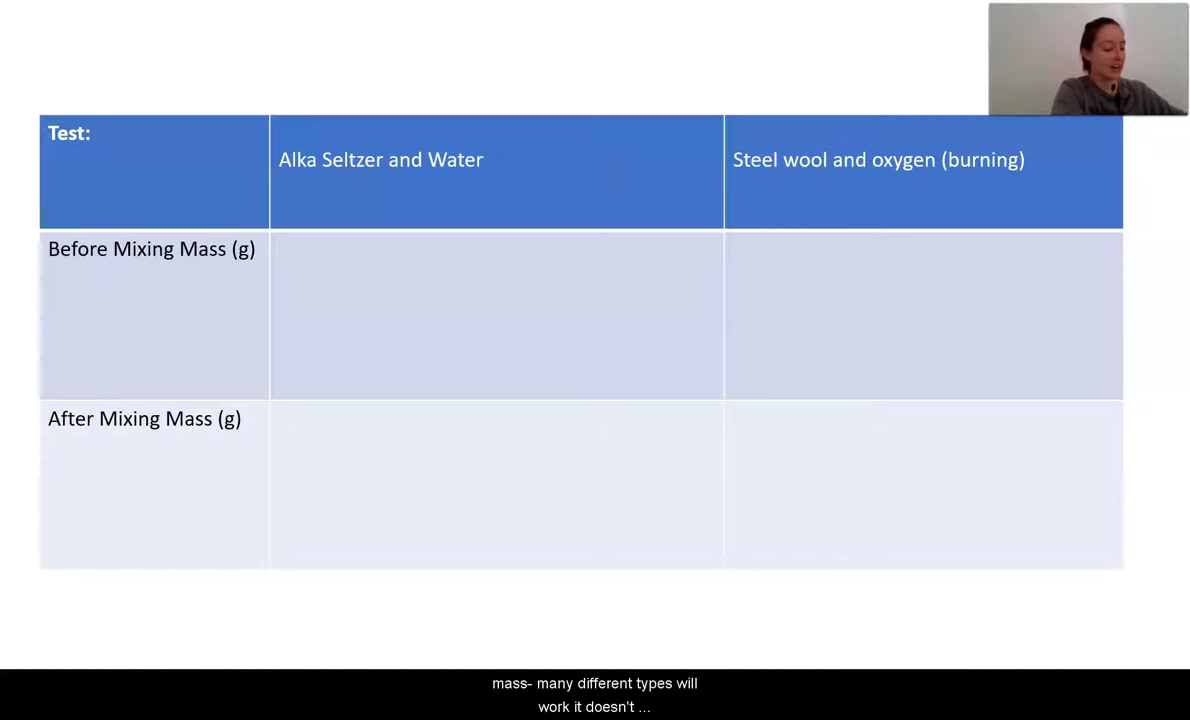 Test:
Alka Seltzer and Water
Steel wool and oxygen (burning)
Before Mixing Mass (g)
After Mixing Mass (g)
mass- many different types will
work it doesn't ...